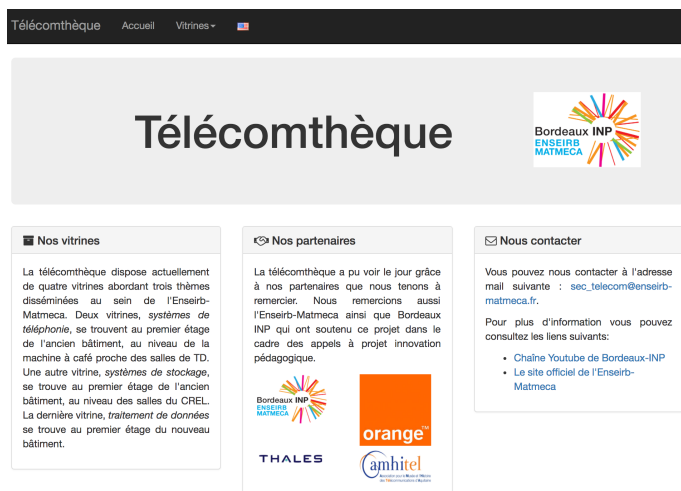 Télécomthèque Accueil Vitrines
Télécomthèque
Bordeaux INP
ENSEIRB
MATMECA
Nos vitrines
La télécomthèque dispose actuellement
de quatre vitrines abordant trois thèmes
disséminées au sein de l'Enseirb-
Matmeca. Deux vitrines, systèmes de
téléphonie, se trouvent au premier étage
de l'ancien bâtiment, au niveau de la
machine à café proche des salles de TD.
Une autre vitrine, systèmes de stockage,
se trouve au premier étage de l'ancien
bâtiment, au niveau des salles du CREL.
La dernière vitrine, traitement de données
se trouve au premier étage du nouveau
bâtiment.
Nos partenaires
La télécomthèque a pu voir le jour grâce
à nos partenaires que nous tenons à
remercier. Nous remercions aussi
l'Enseirb-Matmeca ainsi que Bordeaux
INP qui ont soutenu ce projet dans le
cadre des appels à projet innovation
pédagogique.
Bordeaux INP
ENSEIRB
MATMECA
orange™
THALES
amhitel
Nous contacter
Vous pouvez nous contacter à l'adresse
mail suivante : sec_telecom@enseirb-
matmeca.fr.
Pour plus d'information vous pouvez
consultez les liens suivants:
• Chaîne Youtube de Bordeaux-INP
• Le site officiel de l'Enseirb-
Matmeca